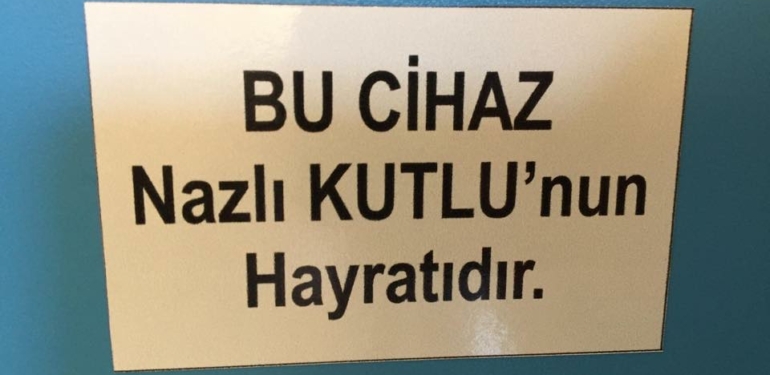 BU CİHAZ
Nazlı KUTLU’nun
Hayratıdır.